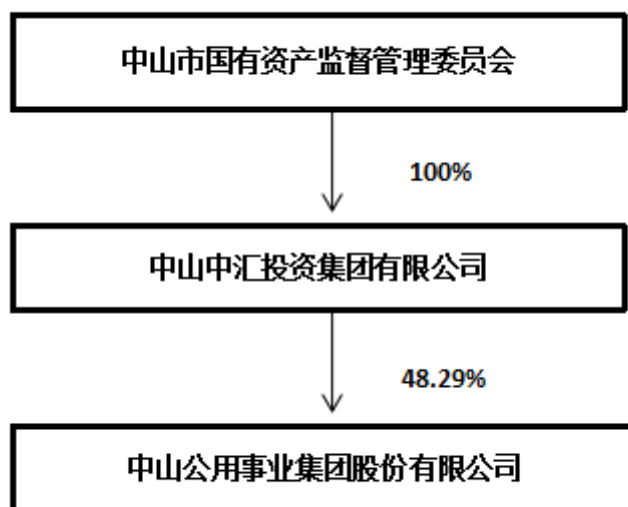 中山市国有资产监督管理委员会
100%
中山中汇投资集团有限公司
48.29%
中山公用事业集团股份有限公司